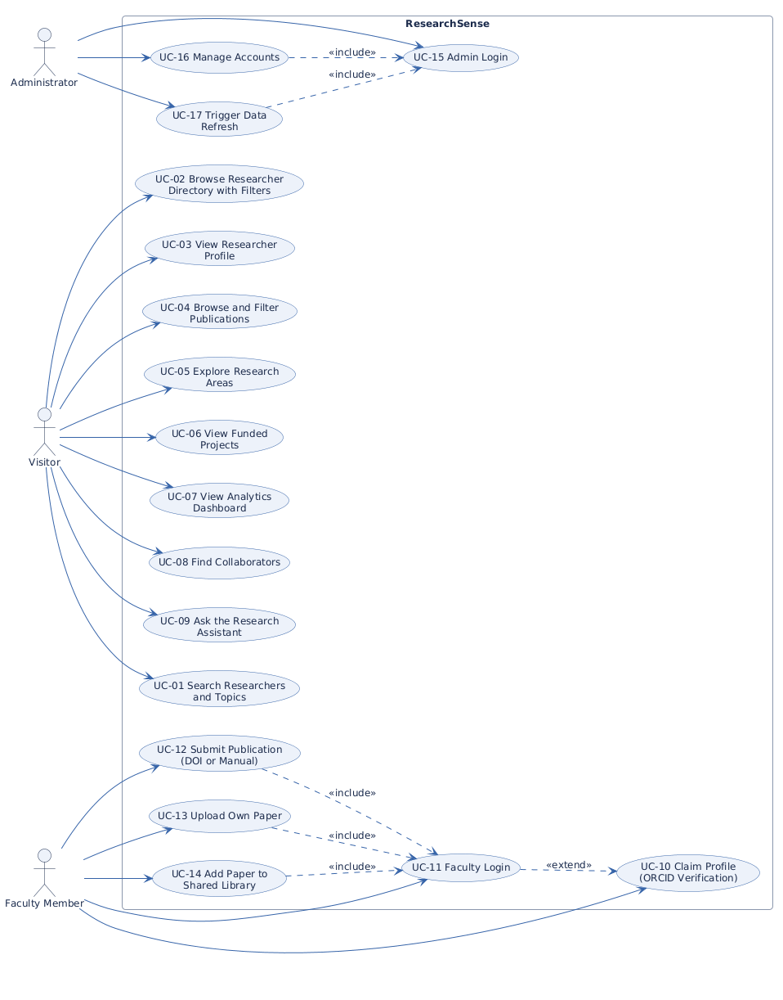 ResearchSense
Administrator
UC-16 Manage Accounts
«include»
UC-15 Admin Login
«include»
UC-17 Trigger Data
Refresh
UC-02 Browse Researcher
Directory with Filters
UC-03 View Researcher
Profile
UC-04 Browse and Filter
Publications
UC-05 Explore Research
Areas
UC-06 View Funded
Projects
Visitor
UC-07 View Analytics
Dashboard
UC-08 Find Collaborators
UC-09 Ask the Research
Assistant
UC-01 Search Researchers
and Topics
UC-12 Submit Publication
(DOI or Manual)
«include»
UC-13 Upload Own Paper
«include»
UC-14 Add Paper to
Shared Library
«include»
UC-11 Faculty Login
«extend»
UC-10 Claim Profile
(ORCID Verification)
Faculty Member